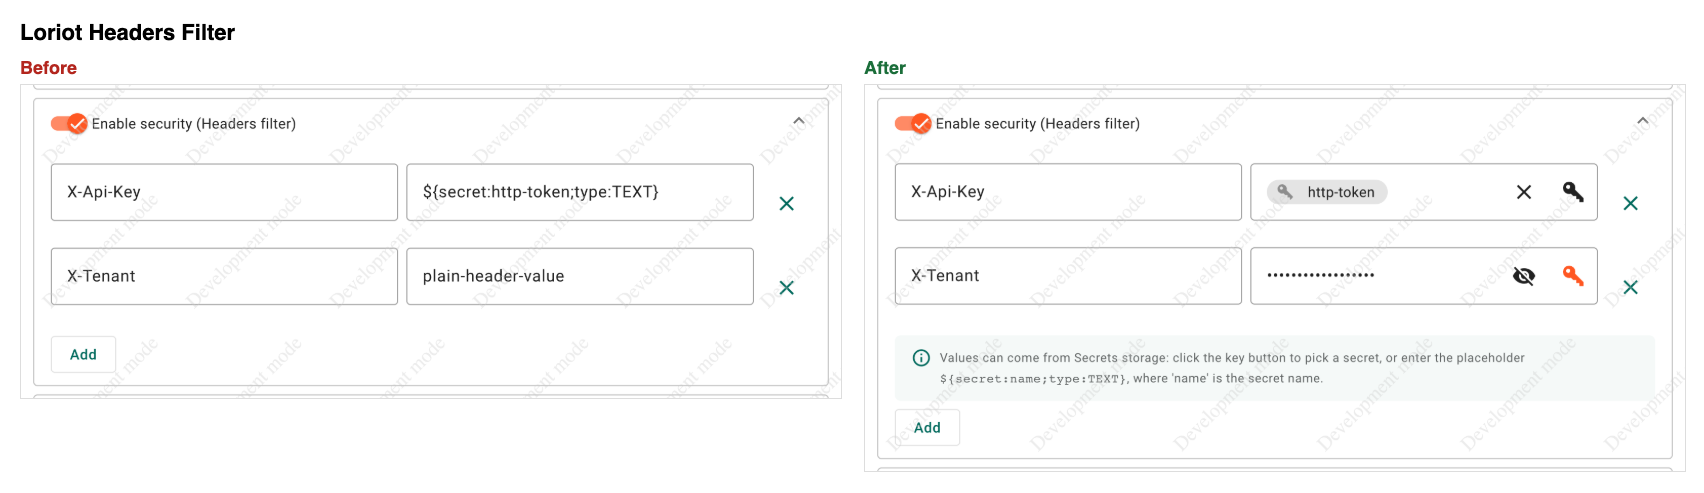 Loriot Headers Filter
Before
Enable security (Headers filter)
X-Api-Key
${secret:http-token;type:TEXT}
X-Tenant
plain-header-value
Add
After
Enable security (Headers filter)
X-Api-Key
http-token
X-Tenant
••••••••••••••••••
Values can come from Secrets storage: click the key button to pick a secret, or enter the placeholder
${secret:name;type:TEXT}, where 'name' is the secret name.
Add
Development mode